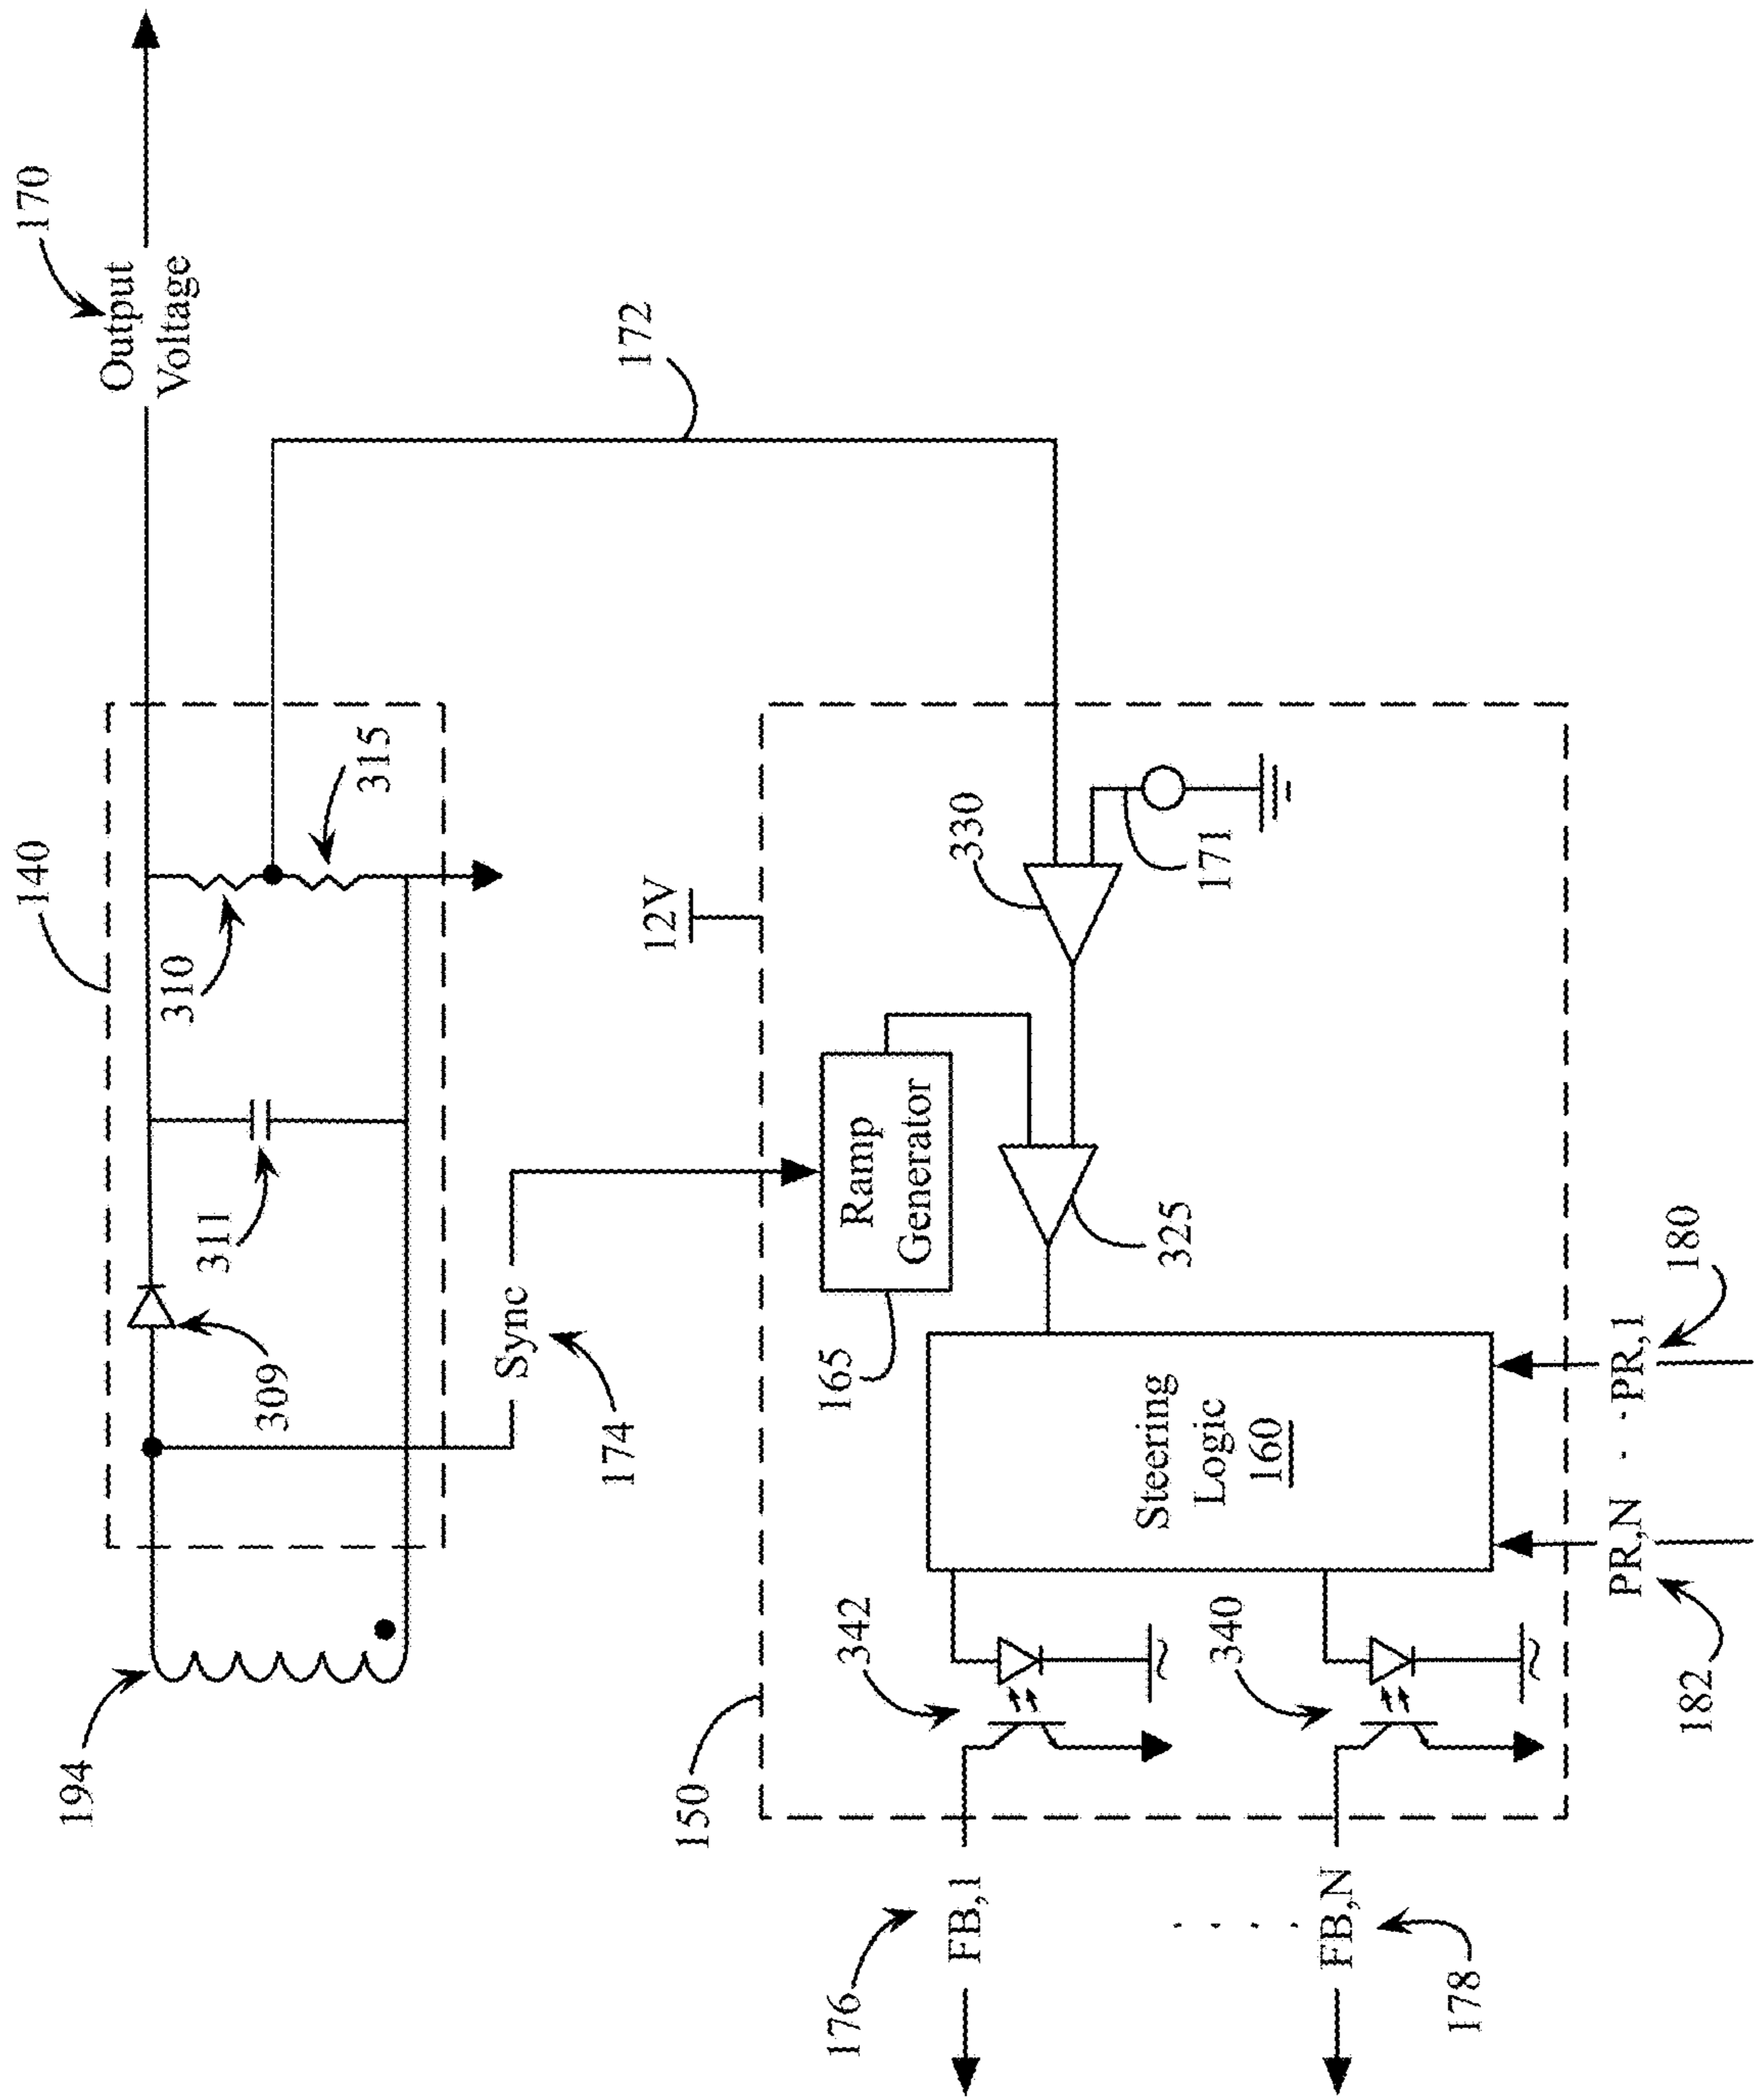 170
Output
Voltage
140
310
315
311
309
194
172
Sync
174
12V
150
Ramp
Generator
165
330
171
325
Steering
Logic
160
342
340
FB,1
176
FB,N
178
PR,N . . PR,1
182
180